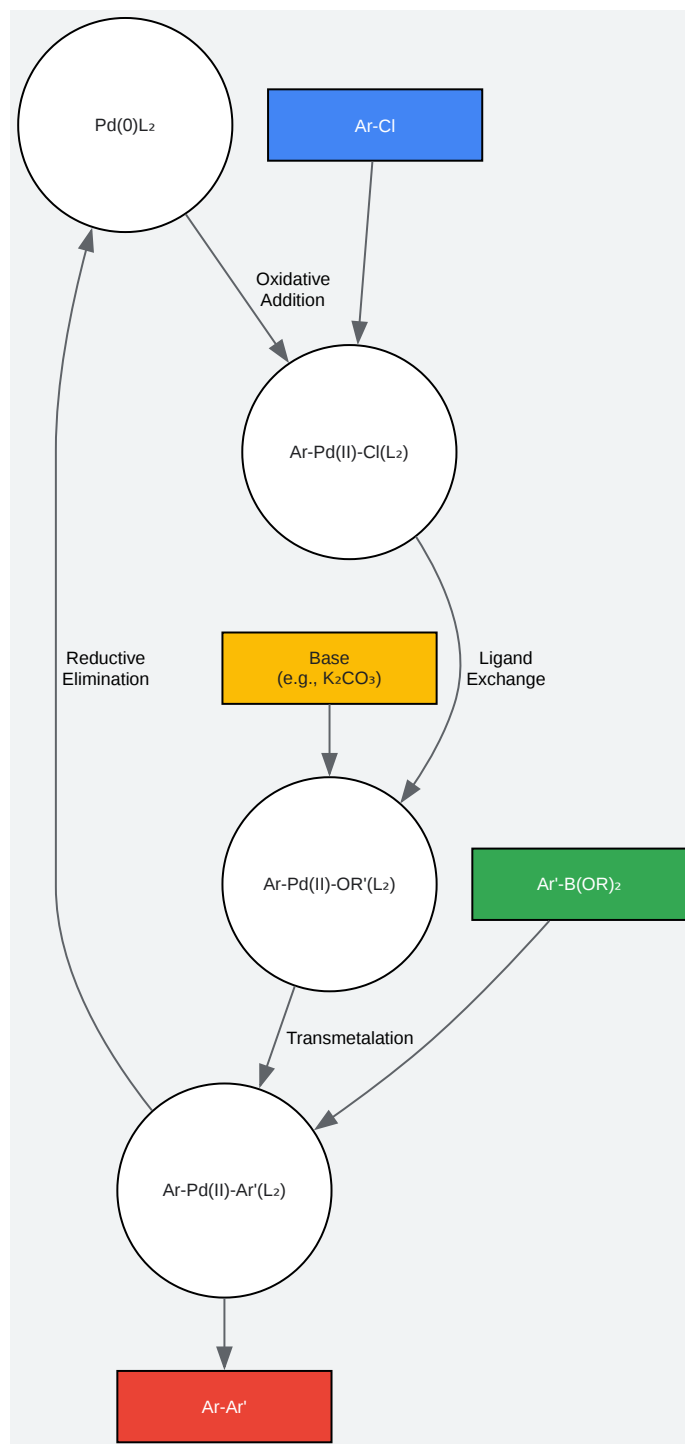 Pd(0)L₂
Ar-Cl
Oxidative
Addition
Ar-Pd(II)-Cl(L₂)
Reductive
Elimination
Base
(e.g., K₂CO₃)
Ligand
Exchange
Ar-Pd(II)-OR'(L₂)
Ar'-B(OR)₂
Transmetalation
Ar-Pd(II)-Ar'(L₂)
Ar-Ar'